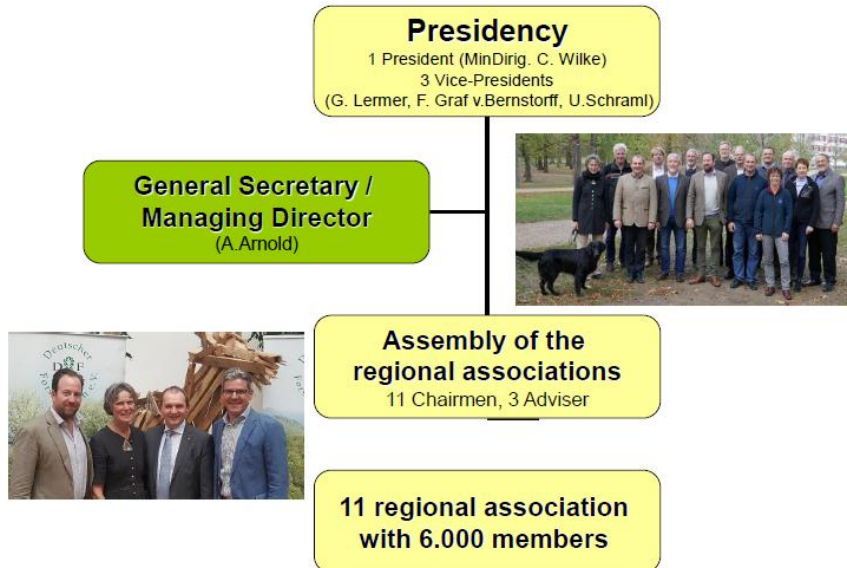 Presidency
1 President (MinDirig. C. Wilke)
3 Vice-Presidents
(G. Lermer, F. Graf v.Bernstorff, U.Schraml)
General Secretary /
Managing Director
(A.Arnold)
Assembly of the
regional associations
11 Chairmen, 3 Adviser
Deutscher
D F
11 regional association
with 6.000 members